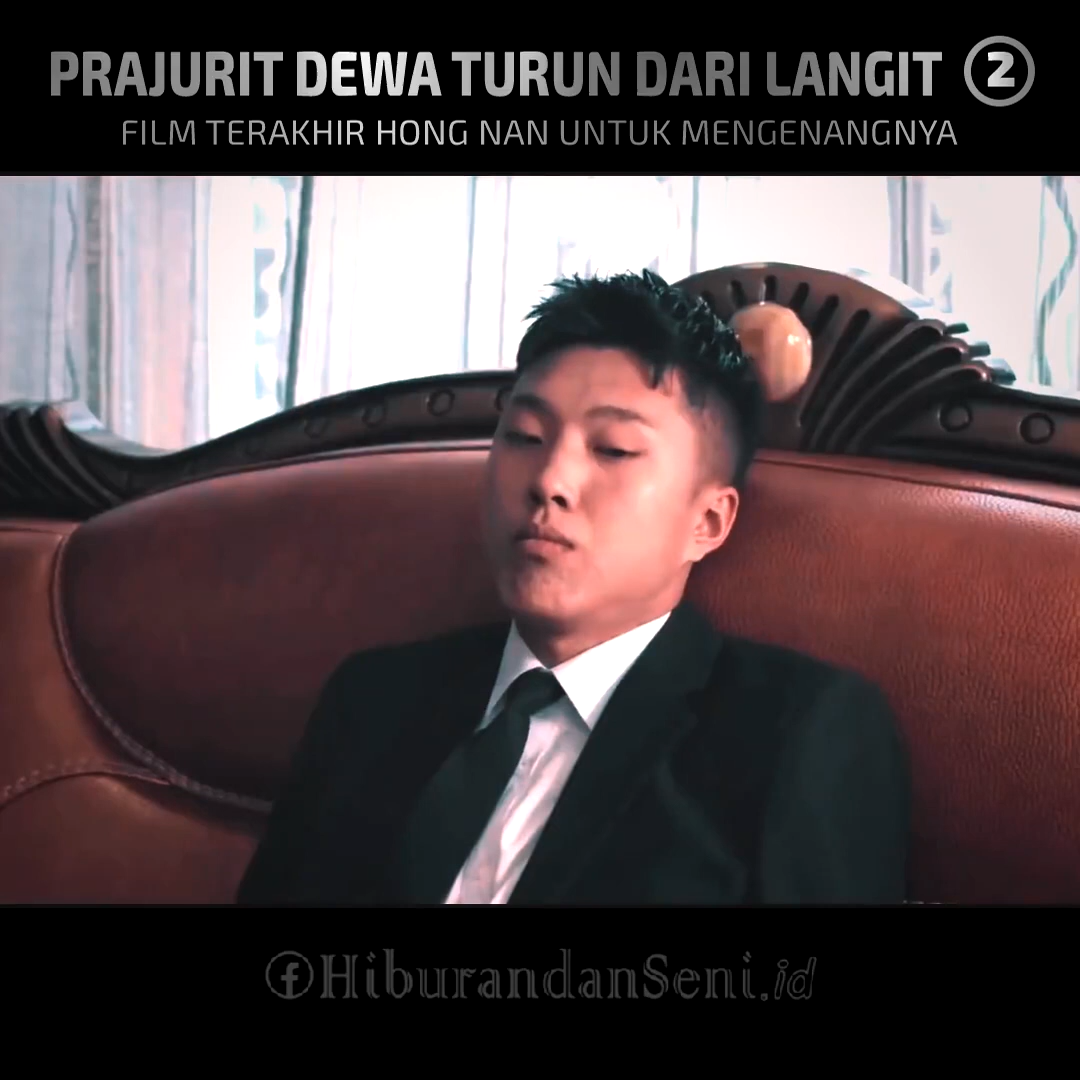 PRAJURIT DEWA TURUN DARI LANGIT 2
FILM TERAKHIR HONG NAN UNTUK MENGENANGNYA
HiburandanSeni.id